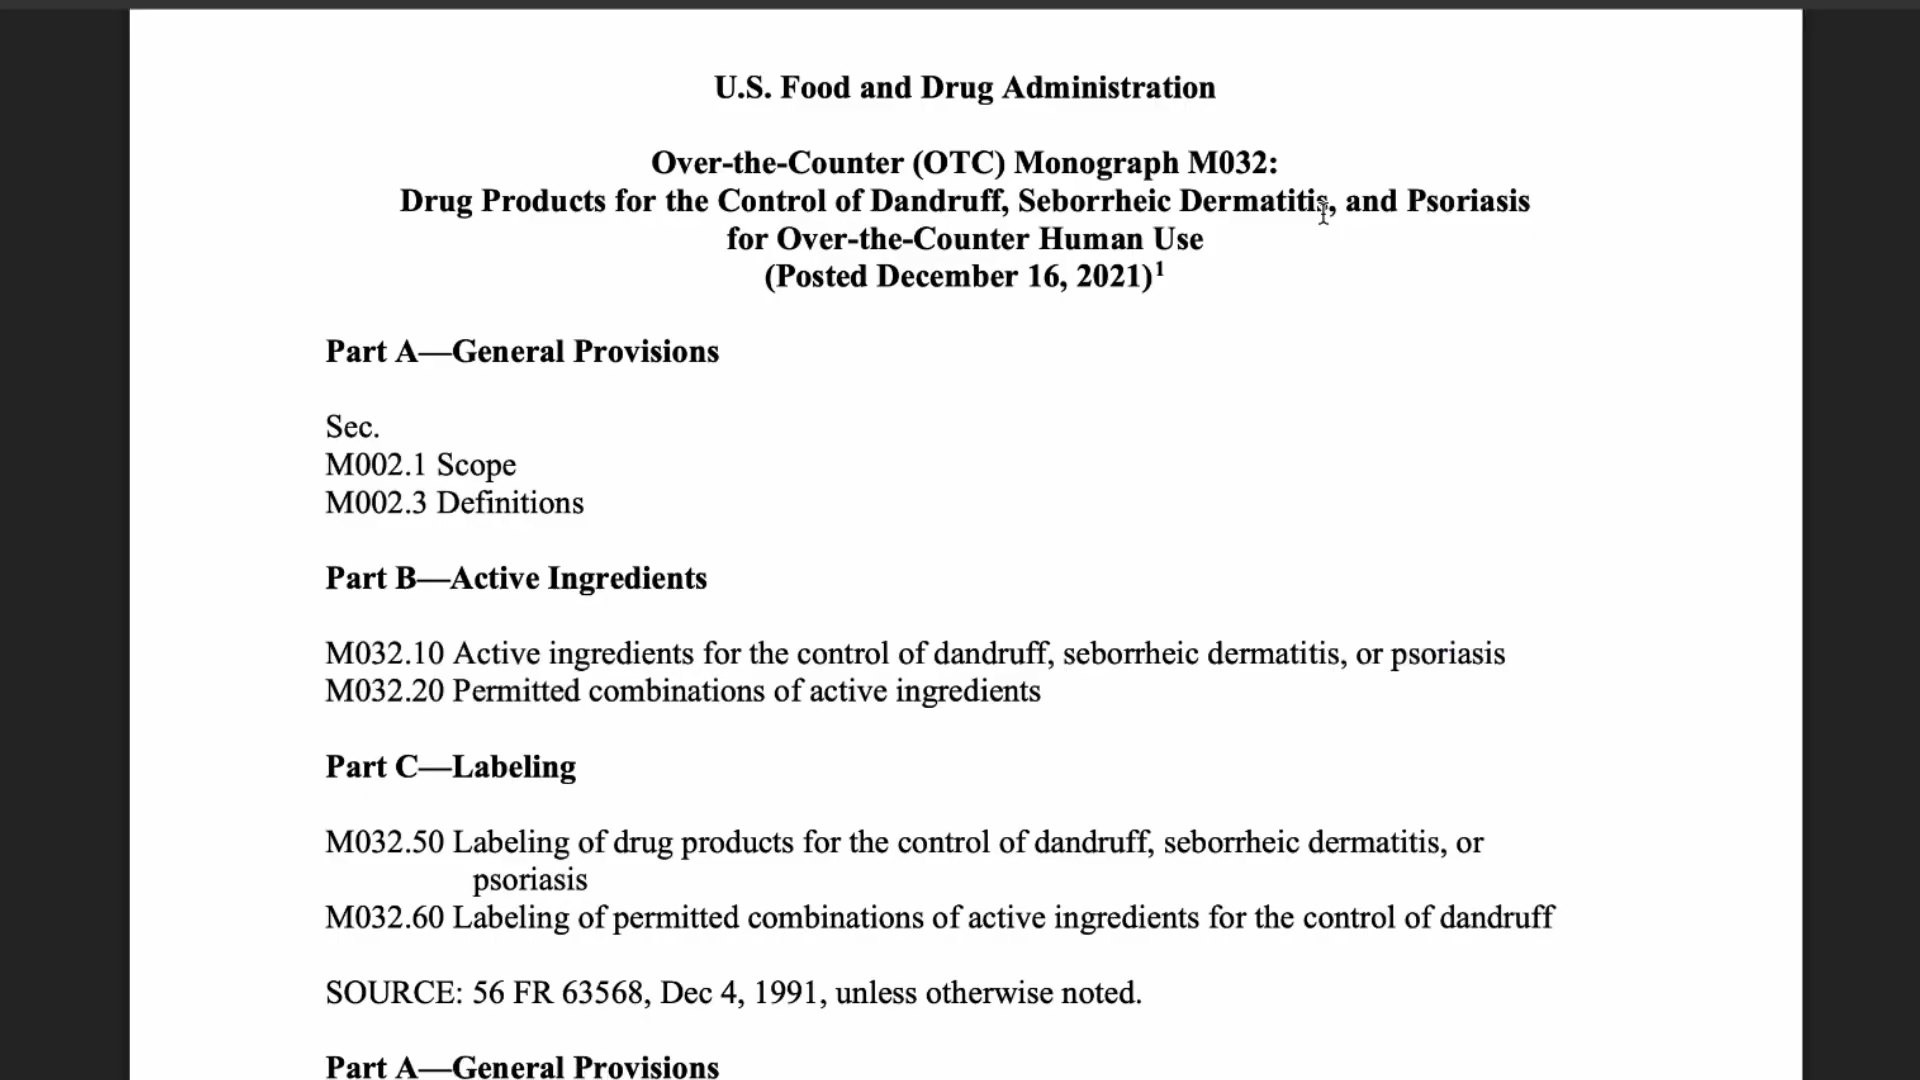 U.S. Food and Drug Administration
Over-the-Counter (OTC) Monograph M032:
Drug Products for the Control of Dandruff, Seborrheic Dermatitis, and Psoriasis
for Over-the-Counter Human Use
(Posted December 16, 2021)¹
Part A—General Provisions
Sec.
M002.1 Scope
M002.3 Definitions
Part B—Active Ingredients
M032.10 Active ingredients for the control of dandruff, seborrheic dermatitis, or psoriasis
M032.20 Permitted combinations of active ingredients
Part C—Labeling
M032.50 Labeling of drug products for the control of dandruff, seborrheic dermatitis, or
psoriasis
M032.60 Labeling of permitted combinations of active ingredients for the control of dandruff
SOURCE: 56 FR 63568, Dec 4, 1991, unless otherwise noted.
Part A—General Provisions